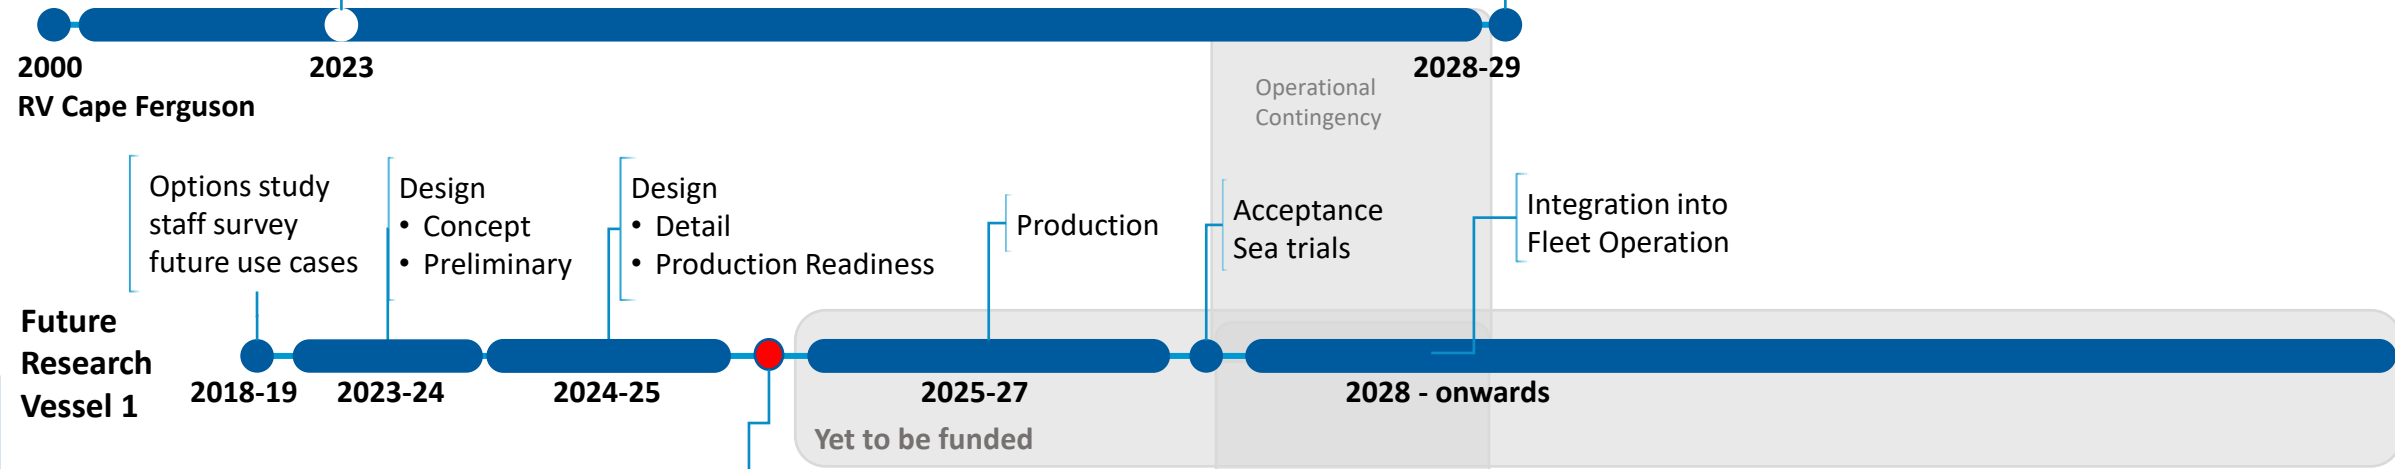 2000
2023
2028-29
RV Cape Ferguson
Operational
Contingency
Options study
staff survey
future use cases
Design
• Concept
• Preliminary
Design
• Detail
• Production Readiness
Production
Acceptance
Sea trials
Integration into
Fleet Operation
Future
Research
Vessel 1
2018-19
2023-24
2024-25
2025-27
2028 - onwards
Yet to be funded